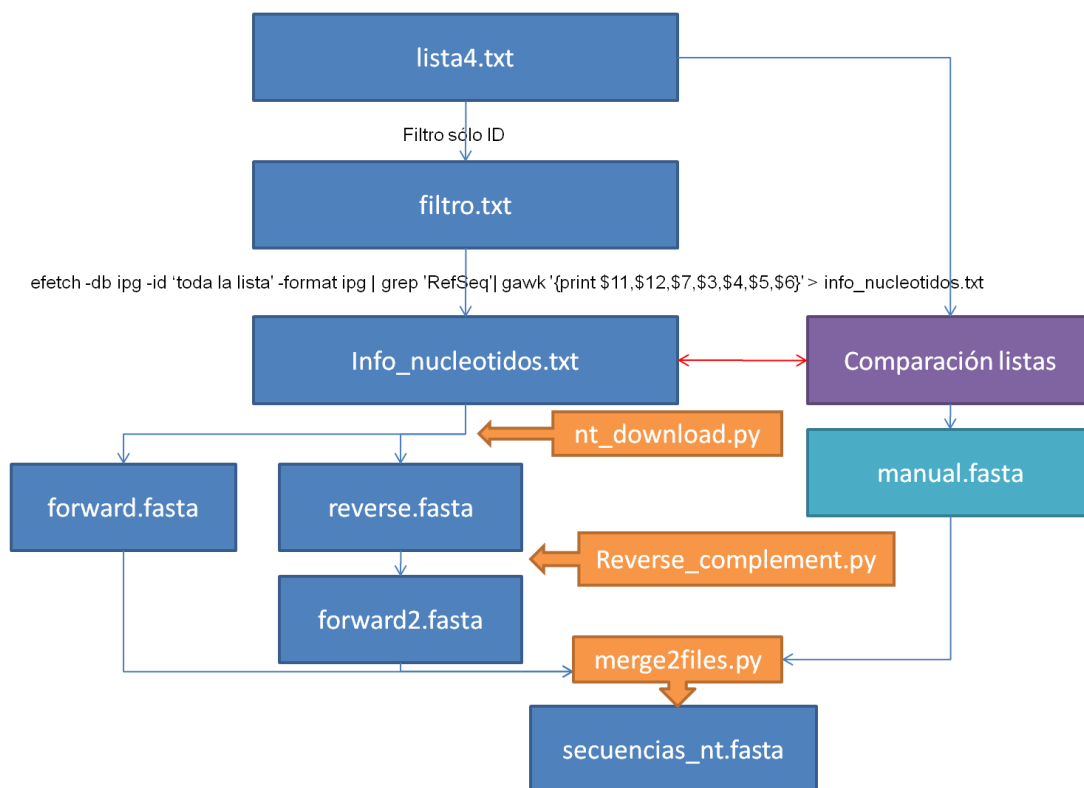 lista4.txt
Filtro sólo ID
filtro.txt
efetch -db ipg -id ‘toda la lista’ -format ipg | grep 'RefSeq'| gawk '{print $11,$12,$7,$3,$4,$5,$6}' > info_nucleotidos.txt
Info_nucleotidos.txt
Comparación listas
nt_download.py
forward.fasta
reverse.fasta
manual.fasta
Reverse_complement.py
forward2.fasta
merge2files.py
secuencias_nt.fasta